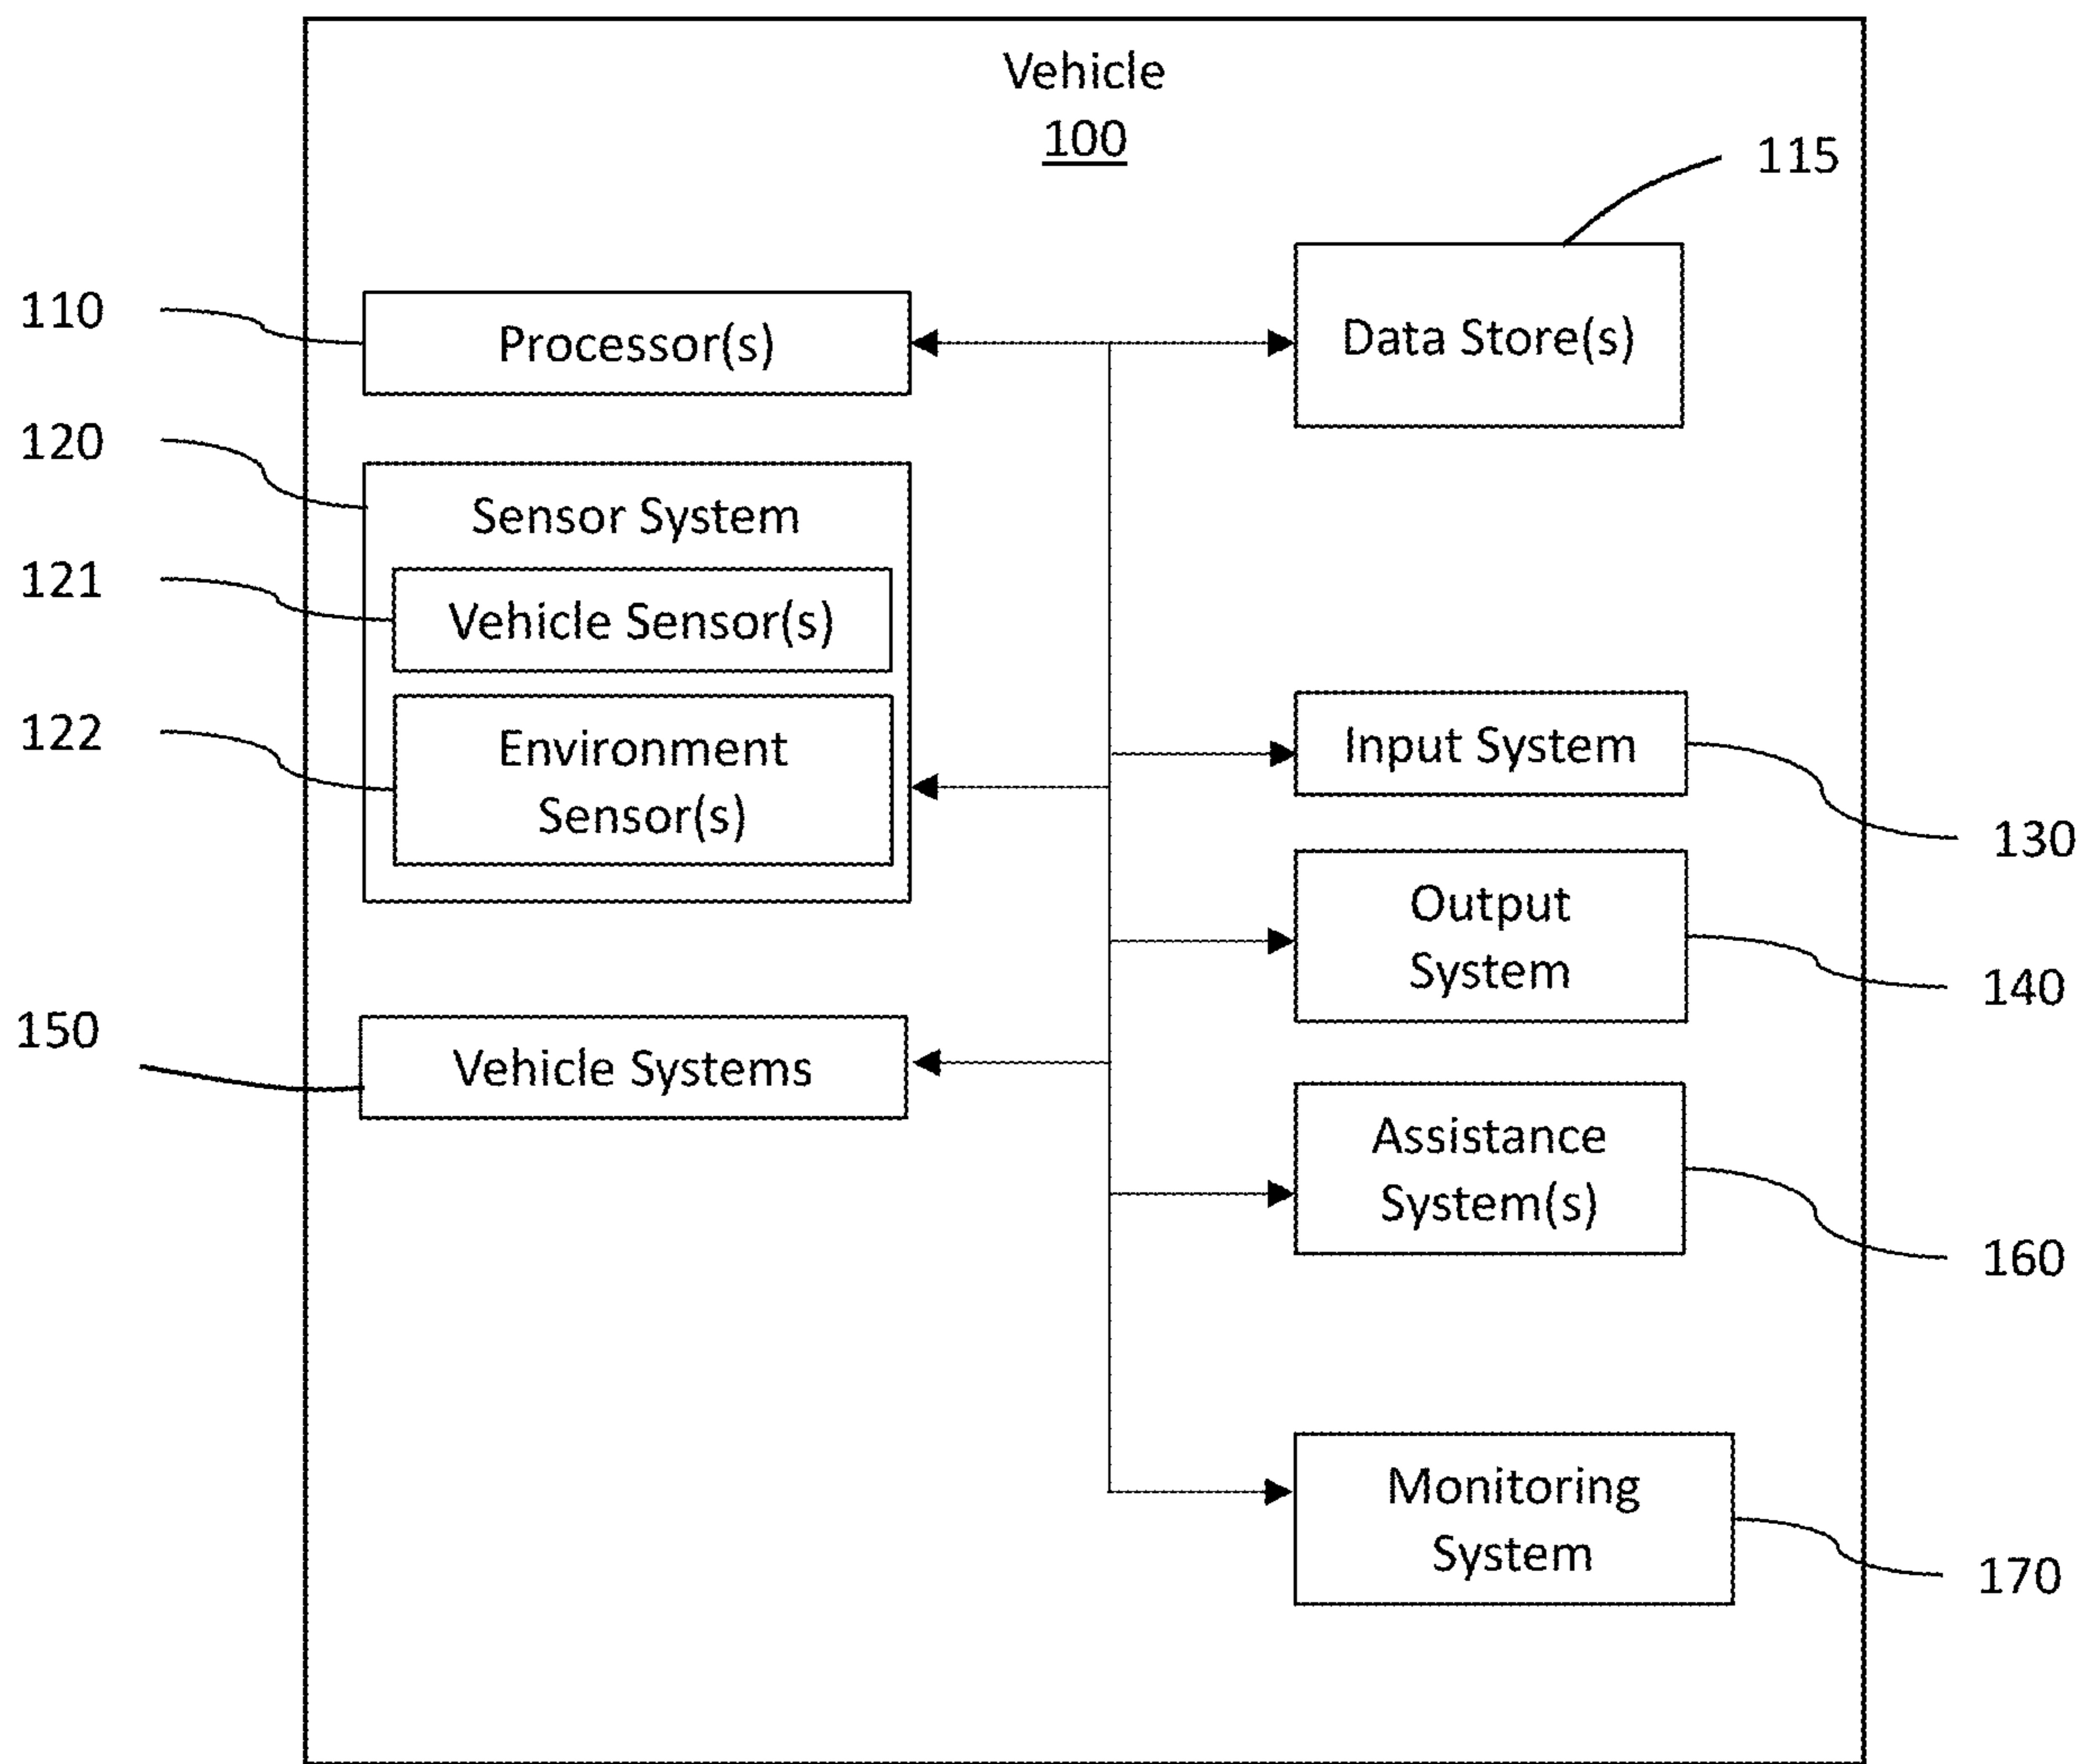 Vehicle
100
115
110
Processor(s)
Data Store(s)
120
Sensor System
121
Vehicle Sensor(s)
122
Environment
Sensor(s)
Input System
130
Output
System
140
150
Vehicle Systems
Assistance
System(s)
160
Monitoring
System
170